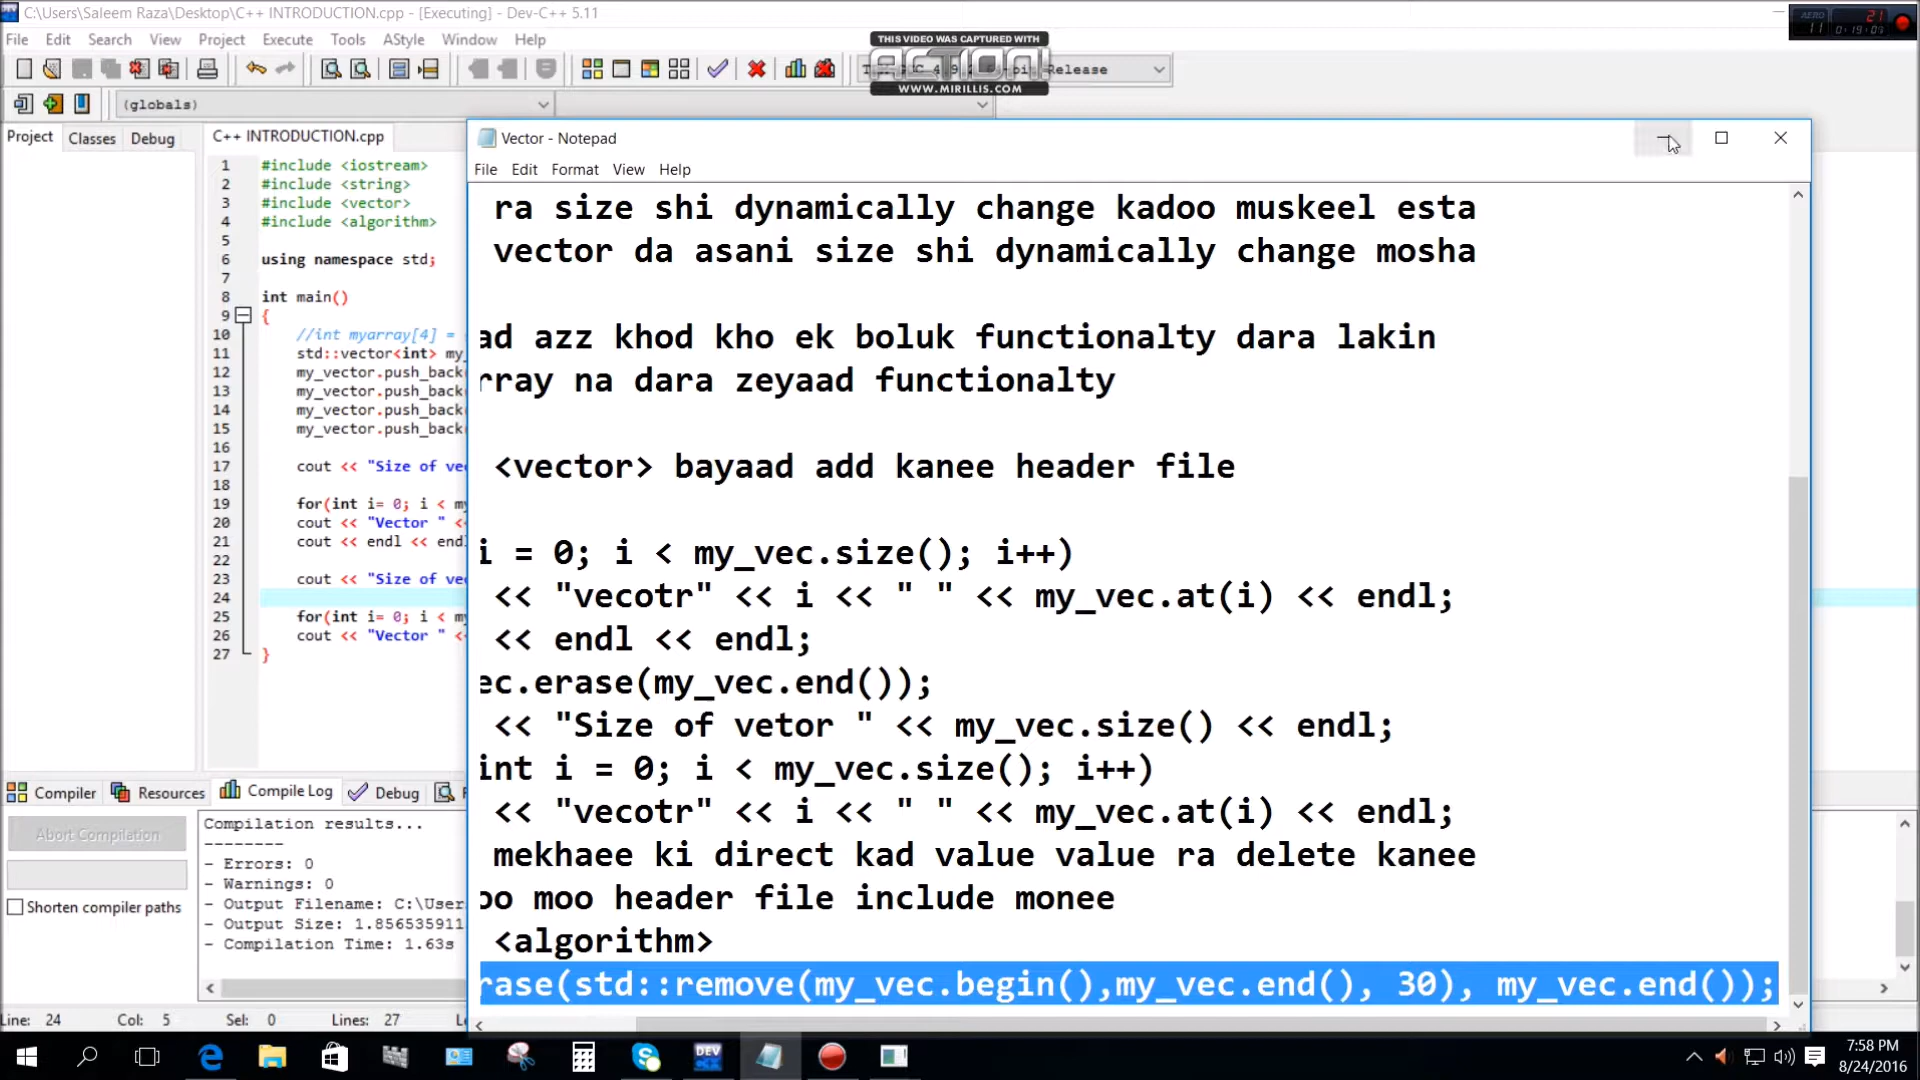 C:\Users\Saleem Raza\Desktop\C++ INTRODUCTION.cpp - [Executing] - Dev-C++ 5.11
File Edit Search View Project Execute Tools AStyle Window Help
THIS VIDEO WAS CAPTURED WITH
WWW.MIRILLIS.COM
Release
(globals)
Project Classes Debug
C++ INTRODUCTION.cpp
1 #include <iostream>
2 #include <string>
3 #include <vector>
4 #include <algorithm>
5
6 using namespace std;
7
8 int main()
9 {
10 //int myarray[4] =
11 std::vector<int> my_
12 my_vector.push_back
13 my_vector.push_back
14 my_vector.push_back
15 my_vector.push_back
16
17 cout << "Size of vec
18
19 for(int i= 0; i < my
20 cout << "Vector " <<
21 cout << endl << endl
22
23 cout << "Size of vec
24
25 for(int i= 0; i < my
26 cout << "Vector " <<
27 }
Vector - Notepad
File Edit Format View Help
ra size shi dynamically change kadoo muskeel esta
vector da asani size shi dynamically change mosha
ad azz khod kho ek boluk functionalty dara lakin
rray na dara zeyaad functionalty
<vector> bayaad add kanee header file
i = 0; i < my_vec.size(); i++)
<< "vecotr" << i << " " << my_vec.at(i) << endl;
<< endl << endl;
ec.erase(my_vec.end());
<< "Size of vetor " << my_vec.size() << endl;
int i = 0; i < my_vec.size(); i++)
<< "vecotr" << i << " " << my_vec.at(i) << endl;
mekhaee ki direct kad value value ra delete kanee
oo moo header file include monee
<algorithm>
rase(std::remove(my_vec.begin(),my_vec.end(), 30), my_vec.end());
Compiler Resources Compile Log Debug
Abort Compilation
Shorten compiler paths
Compilation results...
--------
- Errors: 0
- Warnings: 0
- Output Filename: C:\User
- Output Size: 1.856535911
- Compilation Time: 1.63s
Line: 24 Col: 5 Sel: 0 Lines: 27
7:58 PM
8/24/2016